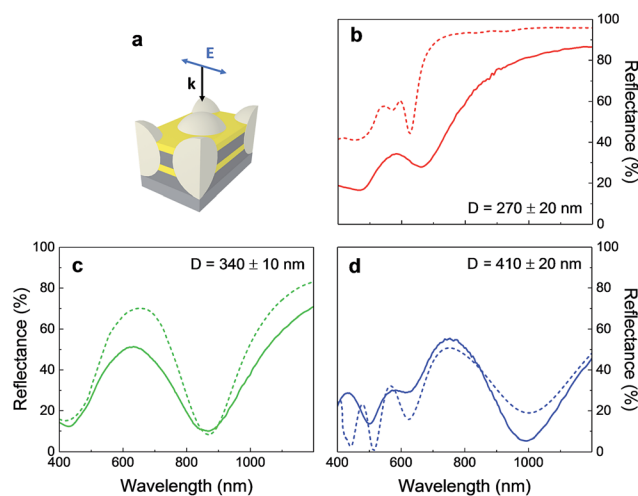 a
E
k
b
100
80
60
40
20
0
Reflectance (%)
D = 270 ± 20 nm
c
D = 340 ± 10 nm
100
80
60
40
20
0
Reflectance (%)
400 600 800 1000
Wavelength (nm)
d
D = 410 ± 20 nm
100
80
60
40
20
0
Reflectance (%)
400 600 800 1000
Wavelength (nm)